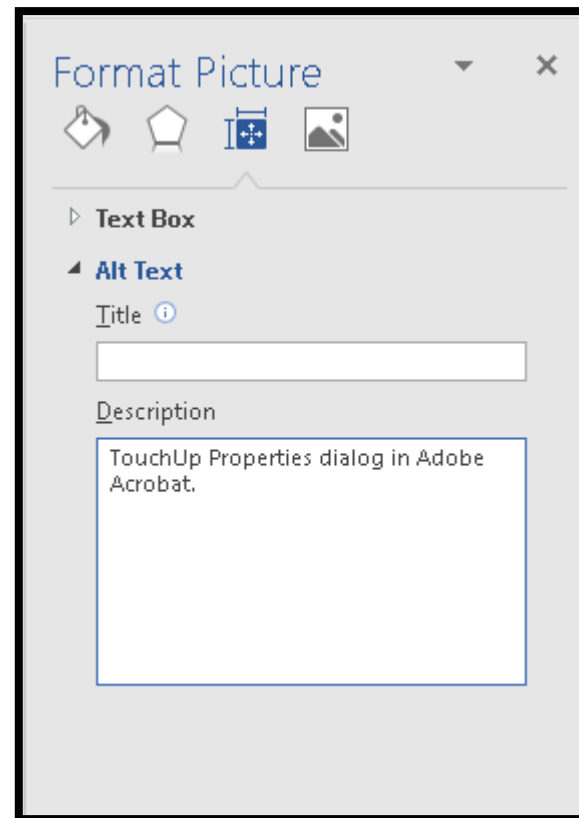 Format Picture
Text Box
Alt Text
Title
Description
TouchUp Properties dialog in Adobe
Acrobat.